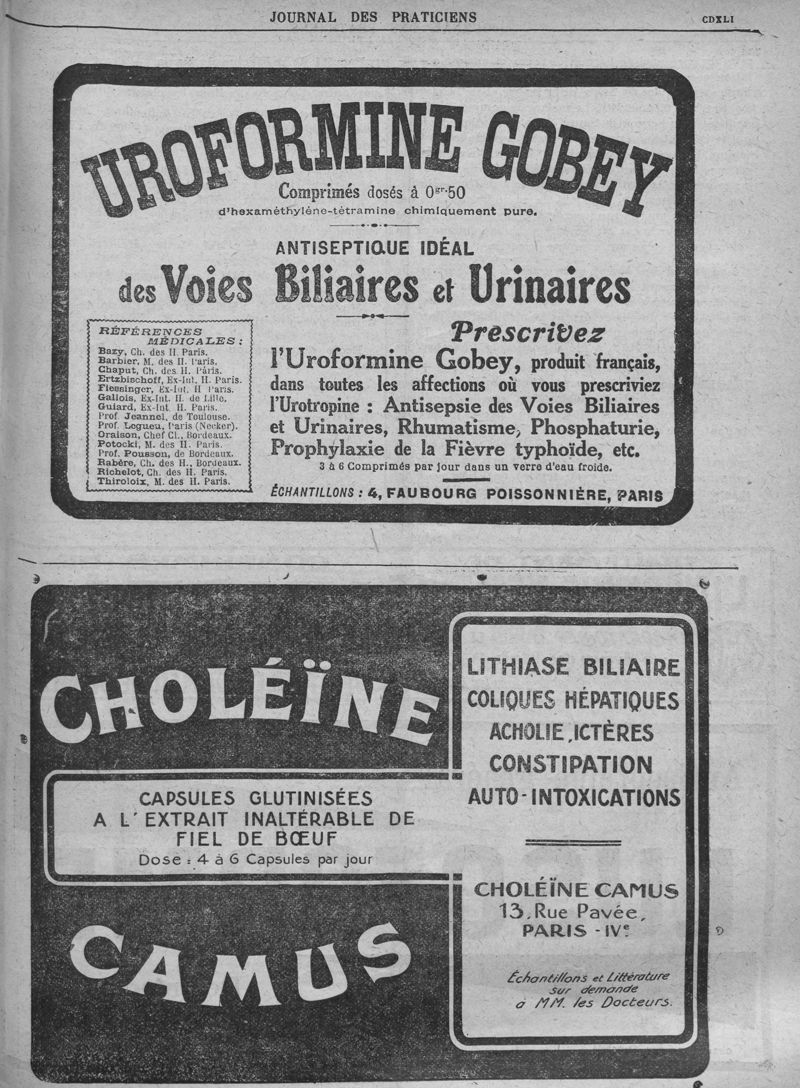 JOURNAL DES PRATICIENS
CDXLI
UROFORMINE GOBEY
Comprimés dosés à 0gr.50
d'hexaméthylène-tétramine chimiquement pure.
ANTISEPTIQUE IDÉAL
des Voies Biliaires et Urinaires
RÉFÉRENCES
MÉDICALES :
Bazy, Ch. des H. Paris.
Barbier, M. des H. Paris.
Chaput, Ch. des H. Paris.
Ertzbischoff, Ex-Int. H. Paris.
Fiessinger, Ex-Int. H Paris.
Gallois, Ex-Int. H. de Lille.
Guiard, Ex-Int. H. Paris.
Prof. Jeannel, de Toulouse.
Prof. Legueu, Paris (Necker).
Oraison, Chef Cl., Bordeaux.
Potocki, M. des H. Paris.
Prof. Pousson, de Bordeaux.
Rabère, Ch. des H., Bordeaux.
Richelot, Ch. des H. Paris.
Thiroloix, M. des H. Paris.
Prescrivez
l'Uroformine Gobey, produit français,
dans toutes les affections où vous prescriviez
l'Urotropine : Antisepsie des Voies Biliaires
et Urinaires, Rhumatisme, Phosphaturie,
Prophylaxie de la Fièvre typhoïde, etc.
3 à 6 Comprimés par jour dans un verre d'eau froide.
ÉCHANTILLONS : 4, FAUBOURG POISSONNIÈRE, PARIS
CHOLÉÏNE
CAPSULES GLUTINISÉES
A L'EXTRAIT INALTÉRABLE DE
FIEL DE BŒUF
Dose : 4 à 6 Capsules par jour
CAMUS
LITHIASE BILIAIRE
COLIQUES HÉPATIQUES
ACHOLIE, ICTÈRES
CONSTIPATION
AUTO-INTOXICATIONS
CHOLÉÏNE CAMUS
13, Rue Pavée,
PARIS - IVe
Échantillons et Littérature
sur demande
à MM. les Docteurs.